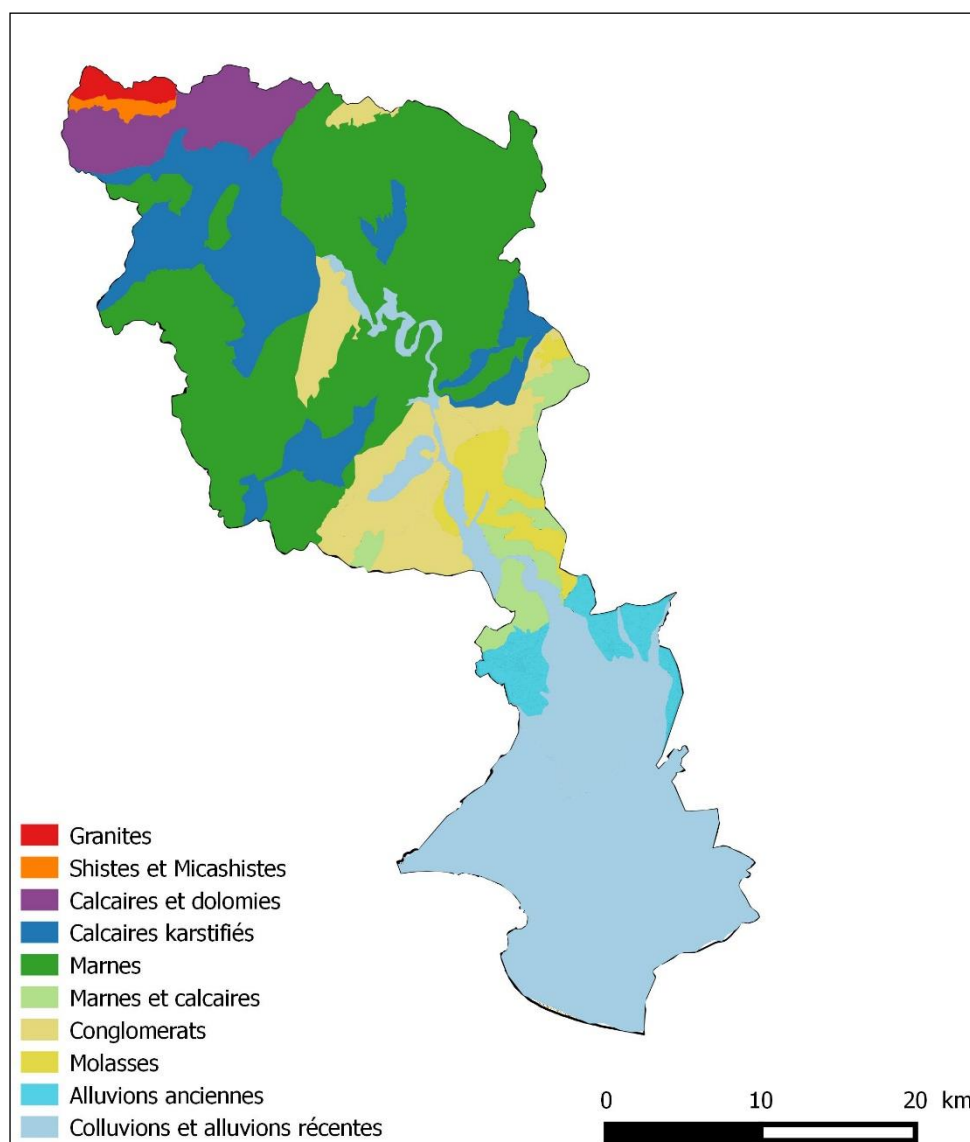 Granites
Shistes et Micashistes
Calcaires et dolomies
Calcaires karstifiés
Marnes
Marnes et calcaires
Conglomerats
Molasses
Alluvions anciennes
Colluvions et alluvions récentes
0 10 20 km